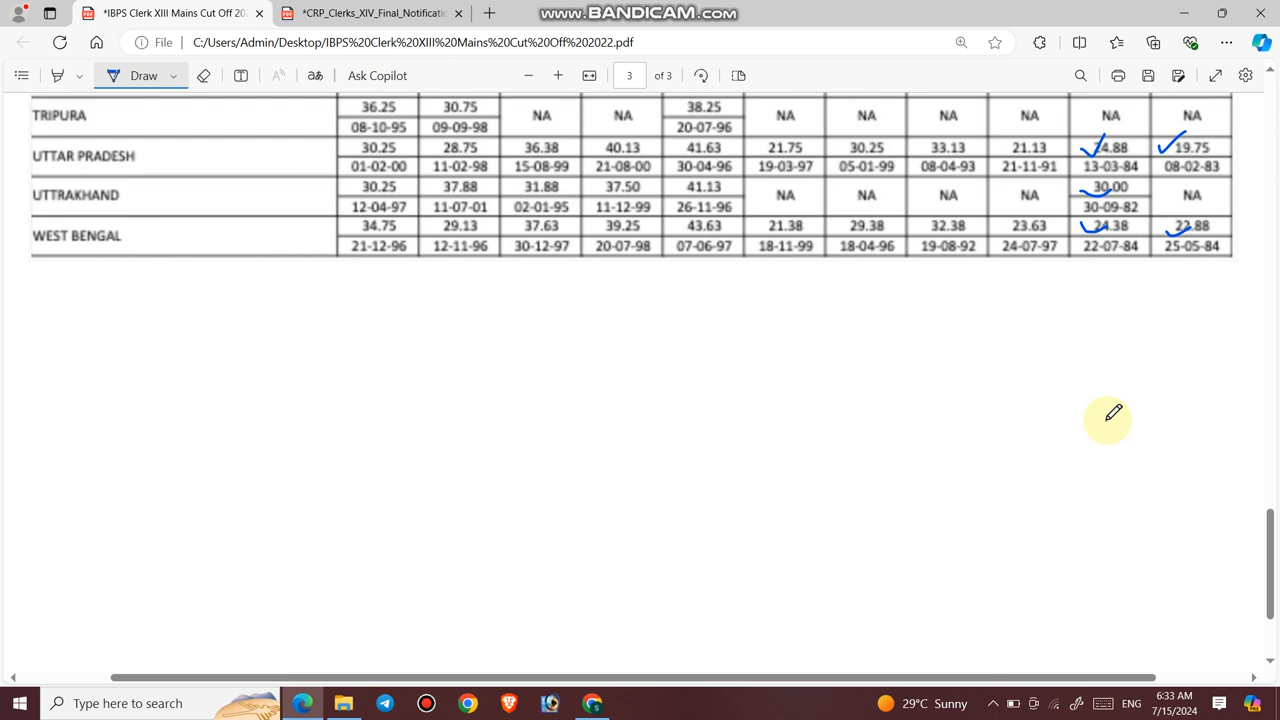 *IBPS Clerk XIII Mains Cut Off 20
*CRP_Clerks_XIV_Final_Notificati
www.BANDICAM.com
File
C:/Users/Admin/Desktop/IBPS%20Clerk%20XIII%20Mains%20Cut%20Off%202022.pdf
Draw
aあ
Ask Copilot
3 of 3
TRIPURA 36.25 30.75 NA NA 38.25 NA NA NA NA NA NA
08-10-95 09-09-98 20-07-96
UTTAR PRADESH 30.25 28.75 36.38 40.13 41.63 21.75 30.25 33.13 21.13 24.88 19.75
01-02-00 11-02-98 15-08-99 21-08-00 30-04-96 19-03-97 05-01-99 08-04-93 21-11-91 13-03-84 08-02-83
UTTRAKHAND 30.25 37.88 31.88 37.50 41.13 NA NA NA NA 30.00 NA
12-04-97 11-07-01 02-01-95 11-12-99 26-11-96 30-09-82
WEST BENGAL 34.75 29.13 37.63 39.25 43.63 21.38 29.38 32.38 23.63 24.38 22.88
21-12-96 12-11-96 30-12-97 20-07-98 07-06-97 18-11-99 18-04-96 19-08-92 24-07-97 22-07-84 25-05-84
Type here to search
29°C Sunny
ENG
6:33 AM
7/15/2024